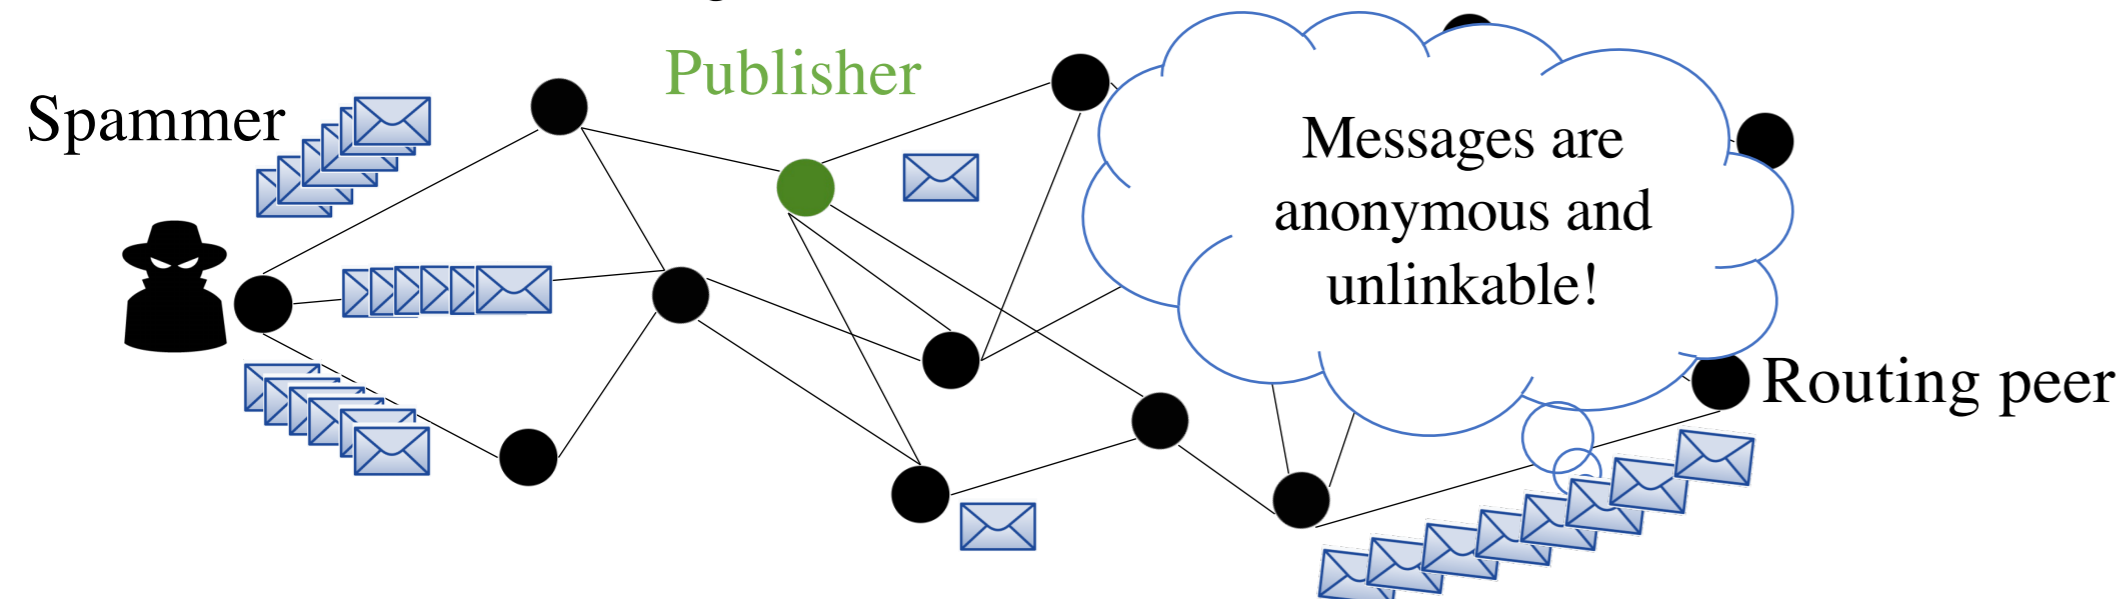 Publisher
Spammer
Messages are
anonymous and
unlinkable!
Routing peer